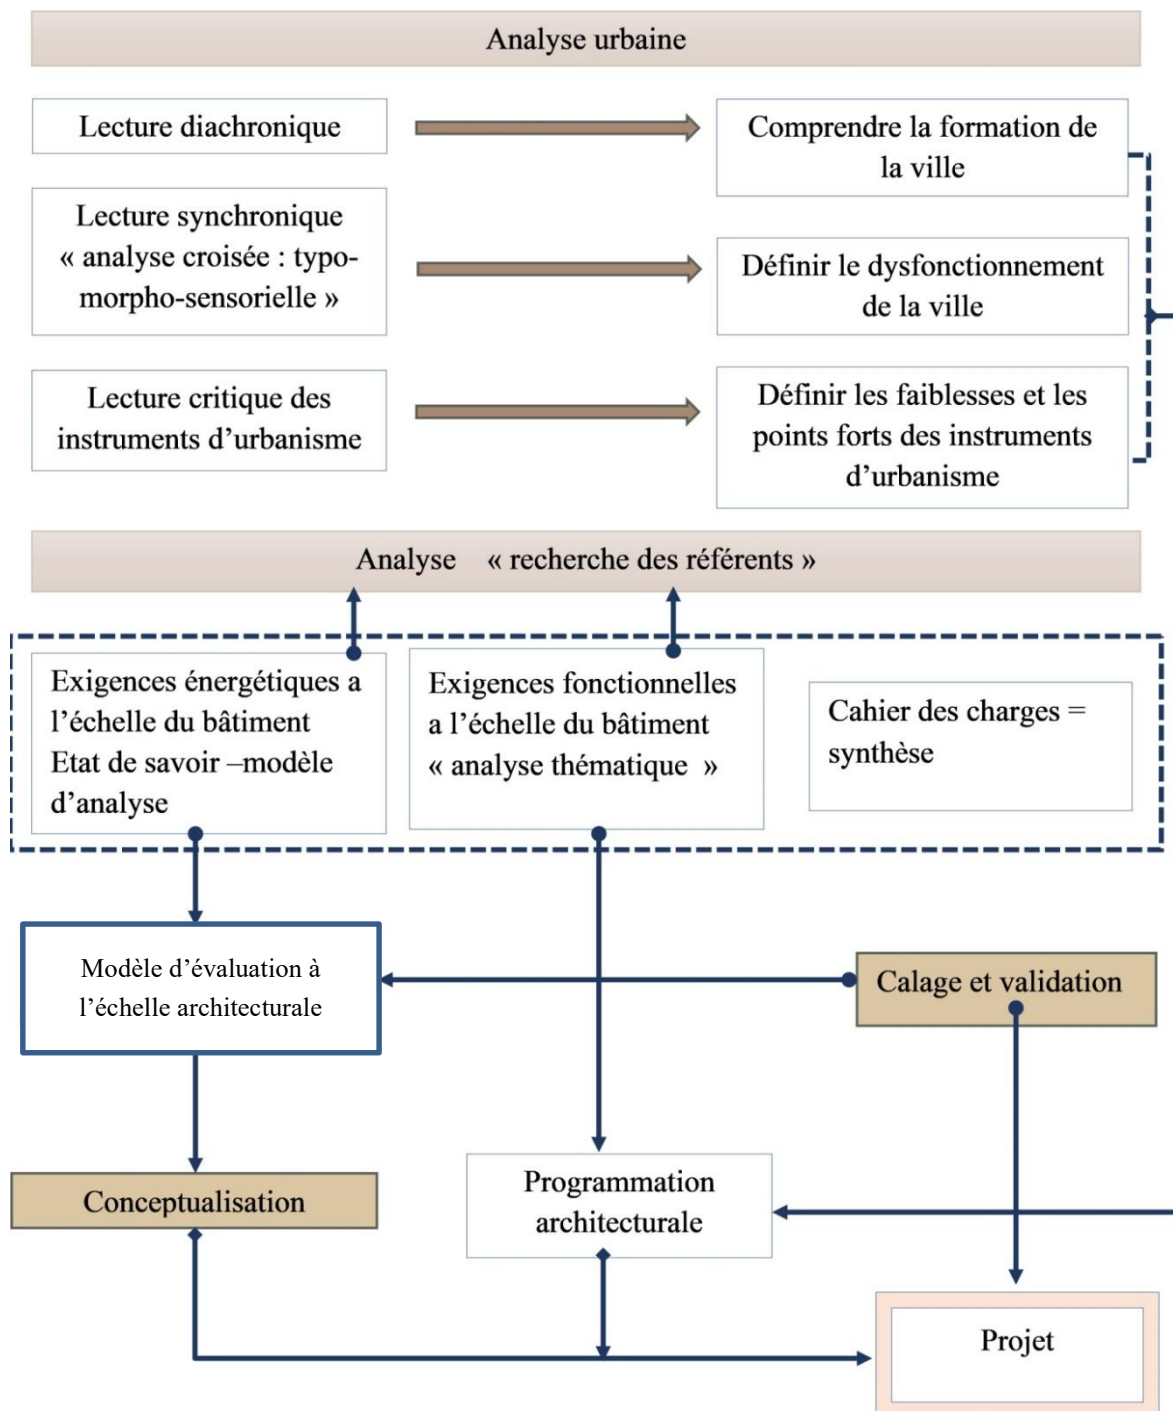 Analyse urbaine
Lecture diachronique
Comprendre la formation de
la ville
Lecture synchronique
« analyse croisée : typo-
morpho-sensorielle »
Définir le dysfonctionnement
de la ville
Lecture critique des
instruments d’urbanisme
Définir les faiblesses et les
points forts des instruments
d’urbanisme
Analyse « recherche des référents »
Exigences énergétiques a
l’échelle du bâtiment
Etat de savoir –modèle
d’analyse
Exigences fonctionnelles
a l’échelle du bâtiment
« analyse thématique »
Cahier des charges =
synthèse
Modèle d’évaluation à
l’échelle architecturale
Calage et validation
Conceptualisation
Programmation
architecturale
Projet